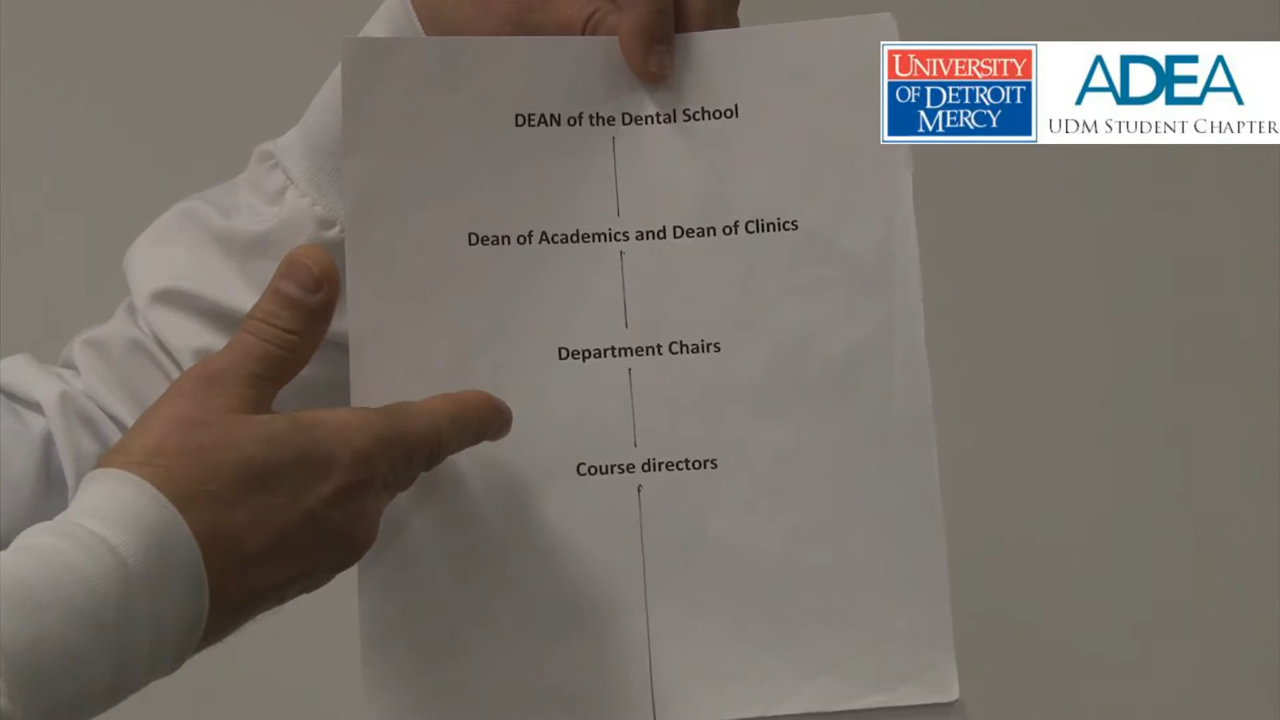 DEAN of the Dental School
Dean of Academics and Dean of Clinics
Department Chairs
Course directors
UNIVERSITY
OF DETROIT
MERCY
ADEA
UDM STUDENT CHAPTER